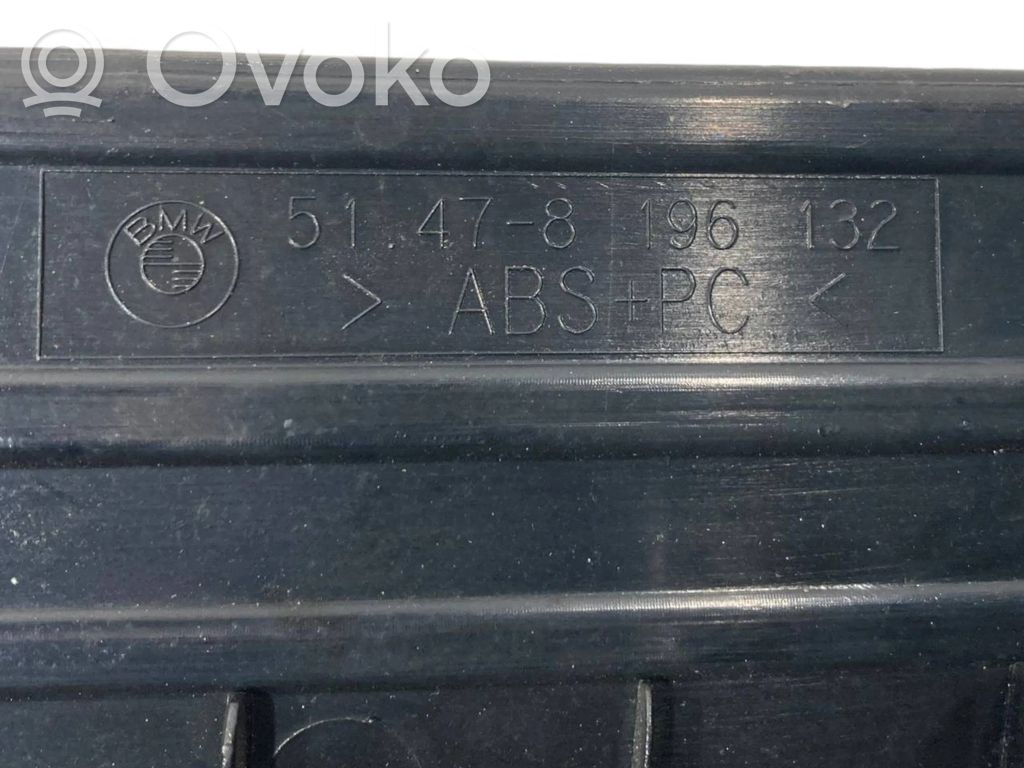 Ovoko
BMW 51.47-8 196 132
> ABS+PC <